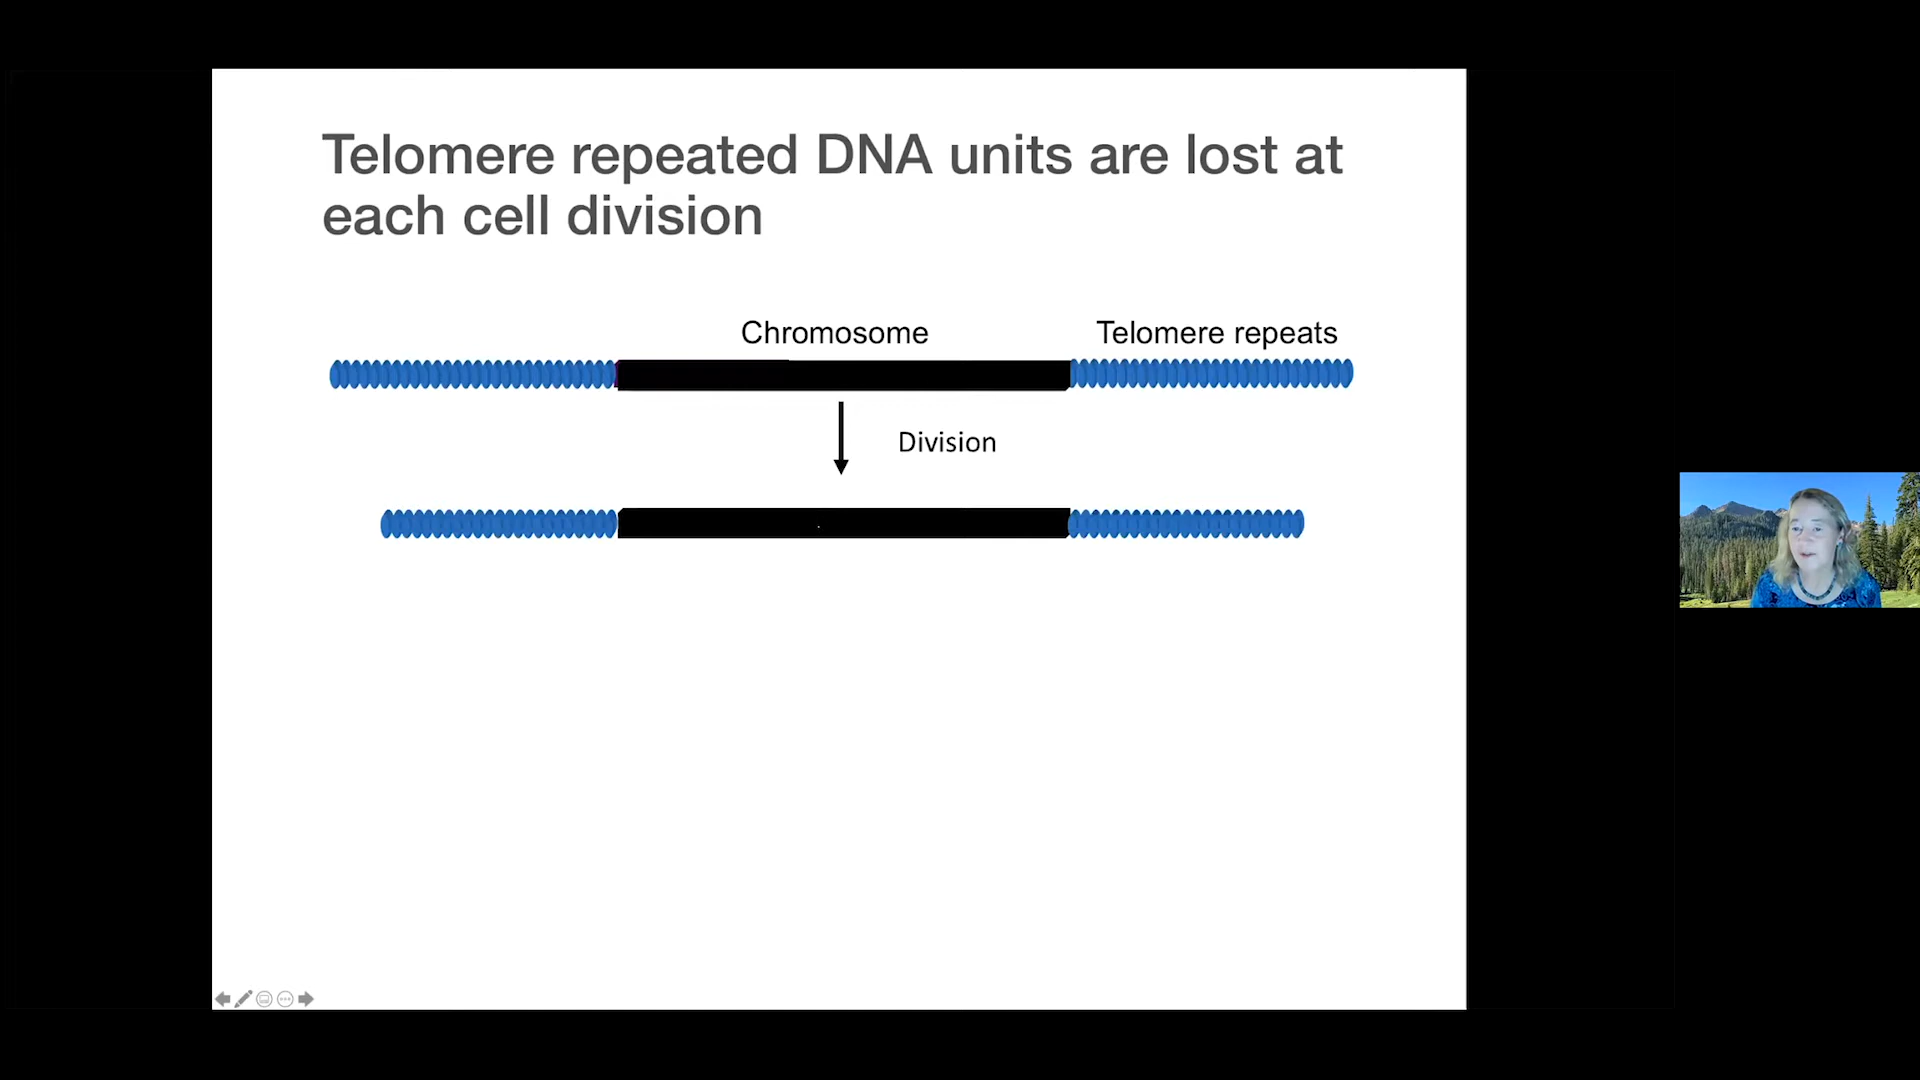 Telomere repeated DNA units are lost at
each cell division
Chromosome
Telomere repeats
Division